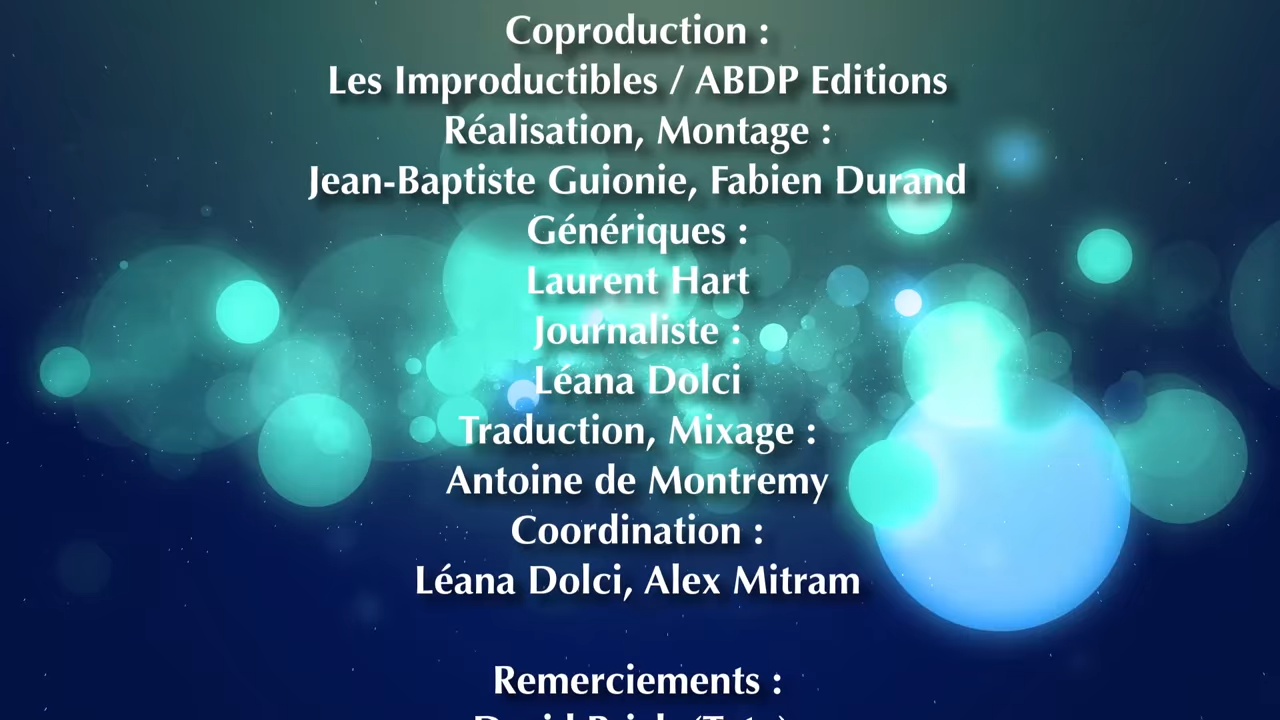 Coproduction :
Les Improductibles / ABDP Editions
Réalisation, Montage :
Jean-Baptiste Guionie, Fabien Durand
Génériques :
Laurent Hart
Journaliste :
Léana Dolci
Traduction, Mixage :
Antoine de Montremy
Coordination :
Léana Dolci, Alex Mitram
Remerciements :
David